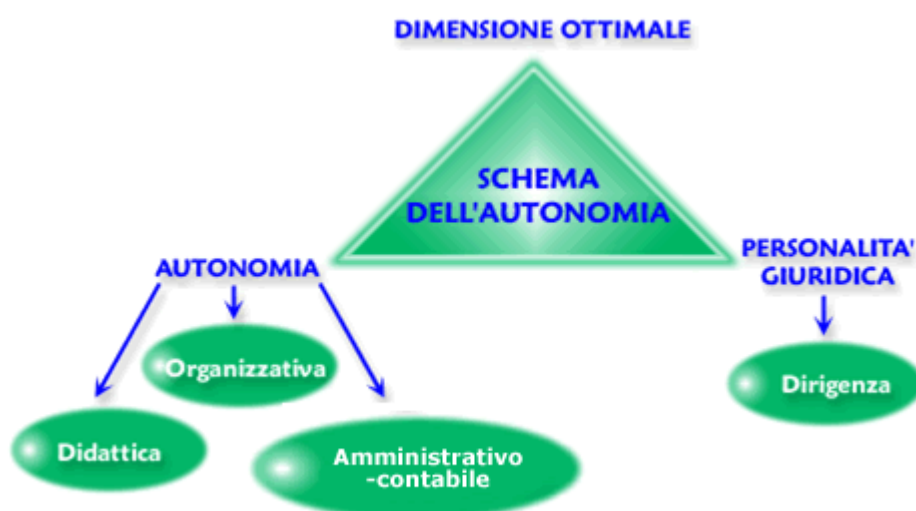 DIMENSIONE OTTIMALE
SCHEMA
DELL'AUTONOMIA
AUTONOMIA
PERSONALITA'
GIURIDICA
Organizzativa
Dirigenza
Didattica
Amministrativo
-contabile